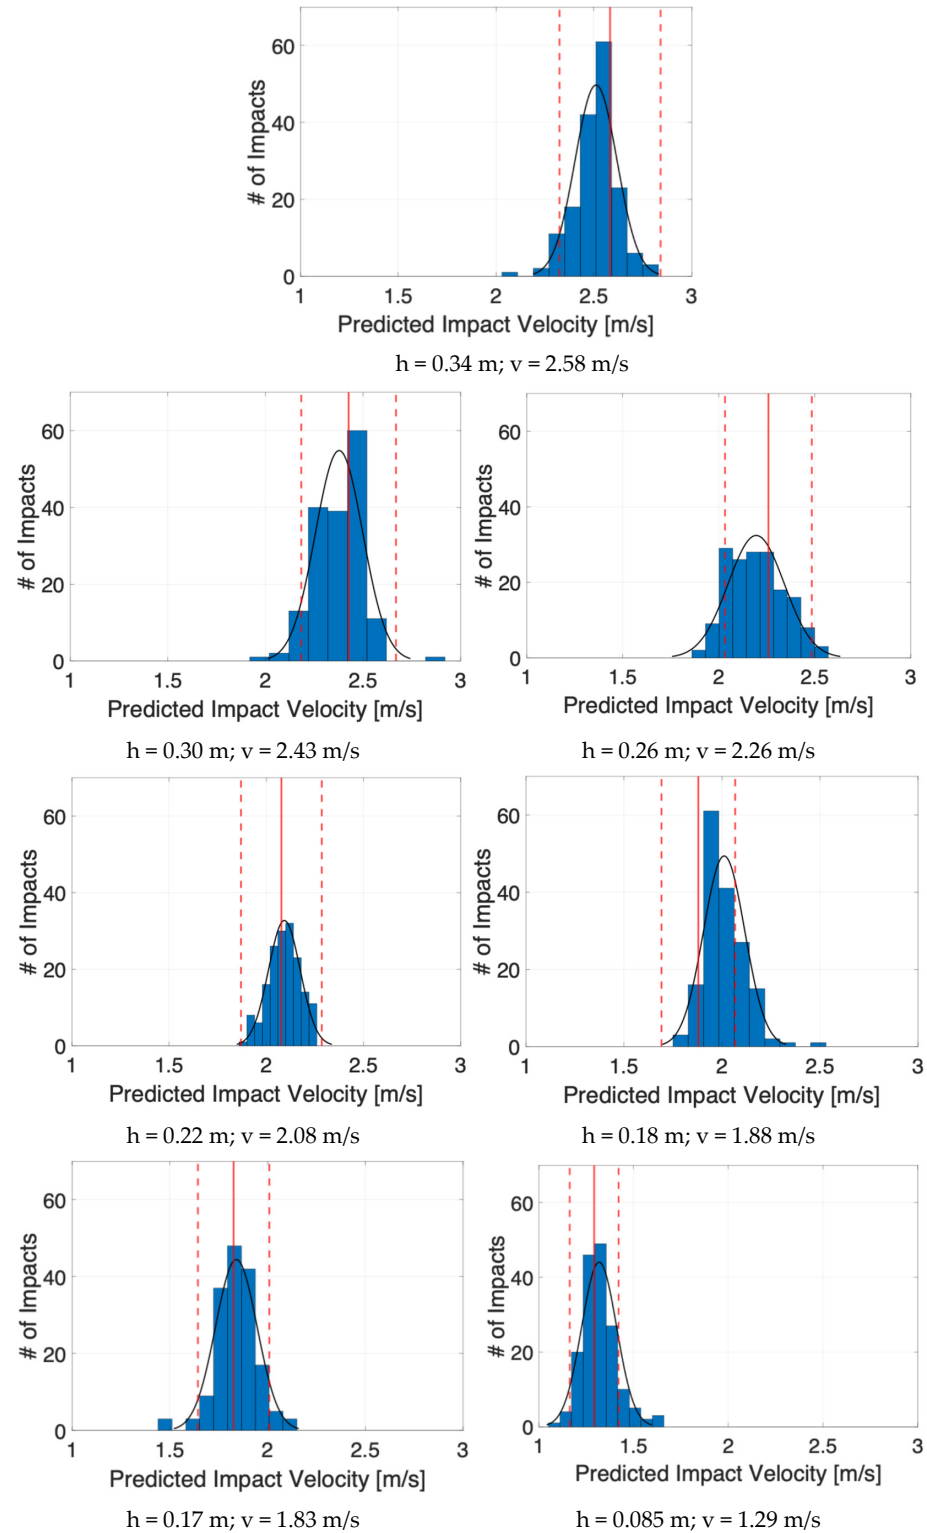 60
40
20
0
# of Impacts
1 1.5 2 2.5 3
Predicted Impact Velocity [m/s]
h = 0.34 m; v = 2.58 m/s
60
40
20
0
# of Impacts
1 1.5 2 2.5 3
Predicted Impact Velocity [m/s]
h = 0.30 m; v = 2.43 m/s
60
40
20
0
# of Impacts
1 1.5 2 2.5 3
Predicted Impact Velocity [m/s]
h = 0.26 m; v = 2.26 m/s
60
40
20
0
# of Impacts
1 1.5 2 2.5 3
Predicted Impact Velocity [m/s]
h = 0.22 m; v = 2.08 m/s
60
40
20
0
# of Impacts
1 1.5 2 2.5 3
Predicted Impact Velocity [m/s]
h = 0.18 m; v = 1.88 m/s
60
40
20
0
# of Impacts
1 1.5 2 2.5 3
Predicted Impact Velocity [m/s]
h = 0.17 m; v = 1.83 m/s
60
40
20
0
# of Impacts
1 1.5 2 2.5 3
Predicted Impact Velocity [m/s]
h = 0.085 m; v = 1.29 m/s